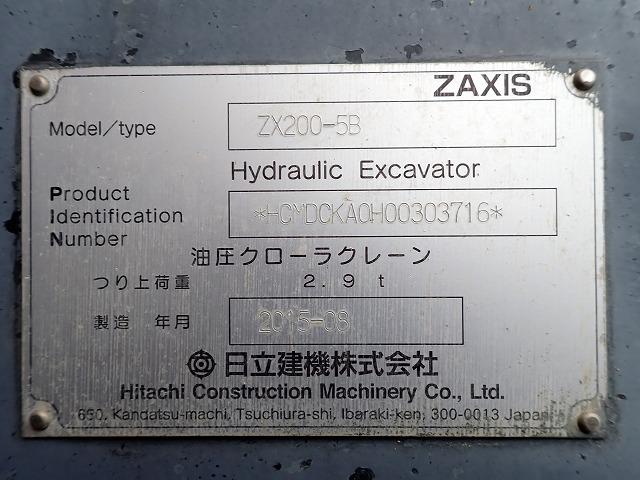 ZAXIS
Model/type ZX200-5B
Hydraulic Excavator
Product
Identification *HCMDCKA0H00303716*
Number
油圧クローラクレーン
つり上荷重 2.9 t
製造 年月 2015-08
日立建機株式会社
Hitachi Construction Machinery Co., Ltd.
650, Kandatsu-machi, Tsuchiura-shi, Ibaraki-ken, 300-0013 Japan